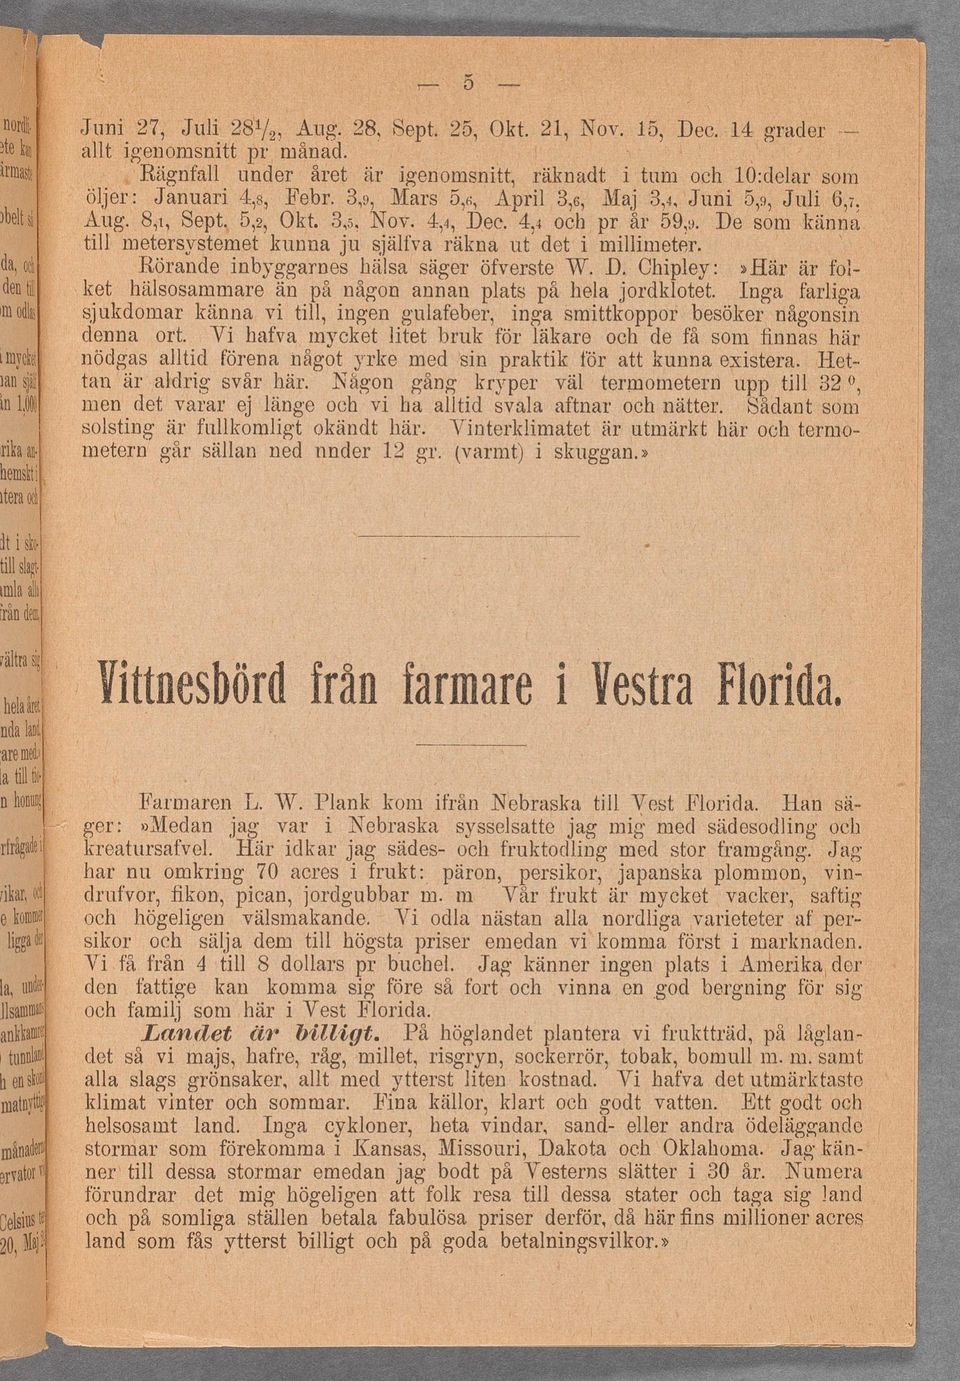 — 5 —
Juni 27, Juli 28½, Aug. 28, Sept. 25, Okt. 21, Nov. 15, Dec. 14 grader —
allt igenomsnitt pr månad.
Rägnfall under året är igenomsnitt, räknadt i tum och 10:delar som
öljer: Januari 4,8, Febr. 3,9, Mars 5,6, April 3,6, Maj 3,4, Juni 5,9, Juli 6,7,
Aug. 8,1, Sept. 5,2, Okt. 3,5, Nov. 4,4, Dec. 4,4 och pr år 59,9. De som känna
till metersystemet kunna ju själfva räkna ut det i millimeter.
Rörande inbyggarnes hälsa säger öfverste W. D. Chipley: »Här är fol-
ket hälsosammare än på någon annan plats på hela jordklotet. Inga farliga
sjukdomar känna vi till, ingen gulafeber, inga smittkoppor besöker någonsin
denna ort. Vi hafva mycket litet bruk för läkare och de få som finnas här
nödgas alltid förena något yrke med sin praktik för att kunna existera. Het-
tan är aldrig svår här. Någon gång kryper väl termometern upp till 32 °,
men det varar ej länge och vi ha alltid svala aftnar och nätter. Sådant som
solsting är fullkomligt okändt här. Vinterklimatet är utmärkt här och termo-
metern går sällan ned nnder 12 gr. (varmt) i skuggan.»
Vittnesbörd från farmare i Vestra Florida.
Farmaren L. W. Plank kom ifrån Nebraska till Vest Florida. Han sä-
ger: »Medan jag var i Nebraska sysselsatte jag mig med sädesodling och
kreatursafvel. Här idkar jag sädes- och fruktodling med stor framgång. Jag
har nu omkring 70 acres i frukt: päron, persikor, japanska plommon, vin-
drufvor, fikon, pican, jordgubbar m. m Vår frukt är mycket vacker, saftig
och högeligen välsmakande. Vi odla nästan alla nordliga varieteter af per-
sikor och sälja dem till högsta priser emedan vi komma först i marknaden.
Vi få från 4 till 8 dollars pr buchel. Jag känner ingen plats i Amerika der
den fattige kan komma sig före så fort och vinna en god bergning för sig
och familj som här i Vest Florida.
Landet är billigt. På höglandet plantera vi fruktträd, på låglan-
det så vi majs, hafre, råg, millet, risgryn, sockerrör, tobak, bomull m. m. samt
alla slags grönsaker, allt med ytterst liten kostnad. Vi hafva det utmärktaste
klimat vinter och sommar. Fina källor, klart och godt vatten. Ett godt och
helsosamt land. Inga cykloner, heta vindar, sand- eller andra ödeläggande
stormar som förekomma i Kansas, Missouri, Dakota och Oklahoma. Jag kän-
ner till dessa stormar emedan jag bodt på Vesterns slätter i 30 år. Numera
förundrar det mig högeligen att folk resa till dessa stater och taga sig land
och på somliga ställen betala fabulösa priser derför, då här fins millioner acres
land som fås ytterst billigt och på goda betalningsvilkor.»